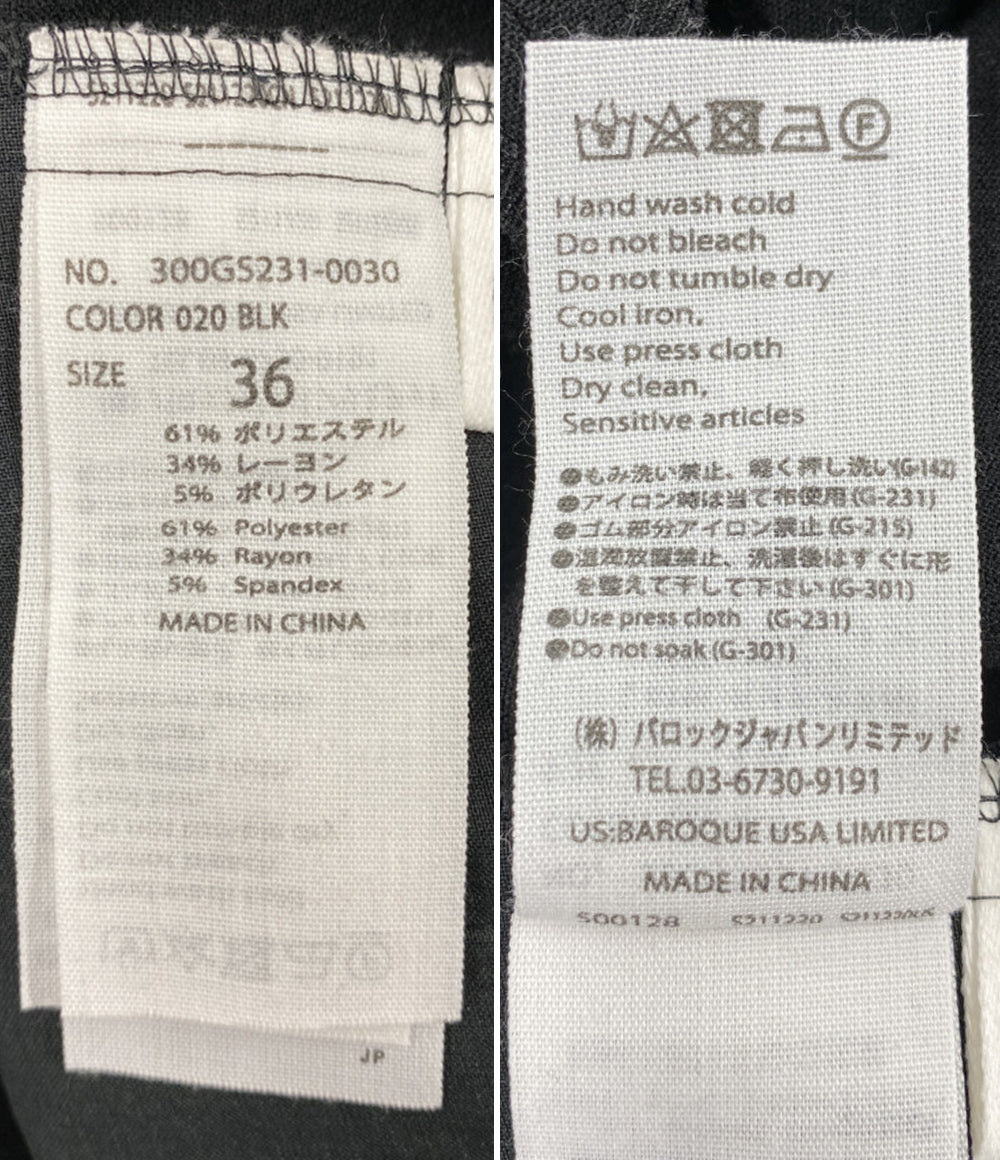 NO. 300GS231-0030
COLOR 020 BLK
SIZE 36
61% ポリエステル
34% レーヨン
5% ポリウレタン
61% Polyester
34% Rayon
5% Spandex
MADE IN CHINA
JP
F
Hand wash cold
Do not bleach
Do not tumble dry
Cool iron,
Use press cloth
Dry clean,
Sensitive articles
●もみ洗い禁止、軽く押し洗い(G-142)
●アイロン時は当て布使用(G-231)
●ゴム部分アイロン禁止(G-215)
●湿潤放置禁止、洗濯後はすぐに形
を整えて干して下さい(G-301)
●Use press cloth (G-231)
●Do not soak(G-301)
(株) バロックジャパンリミテッド
TEL.03-6730-9191
US:BAROQUE USA LIMITED
MADE IN CHINA
S00128 S211220